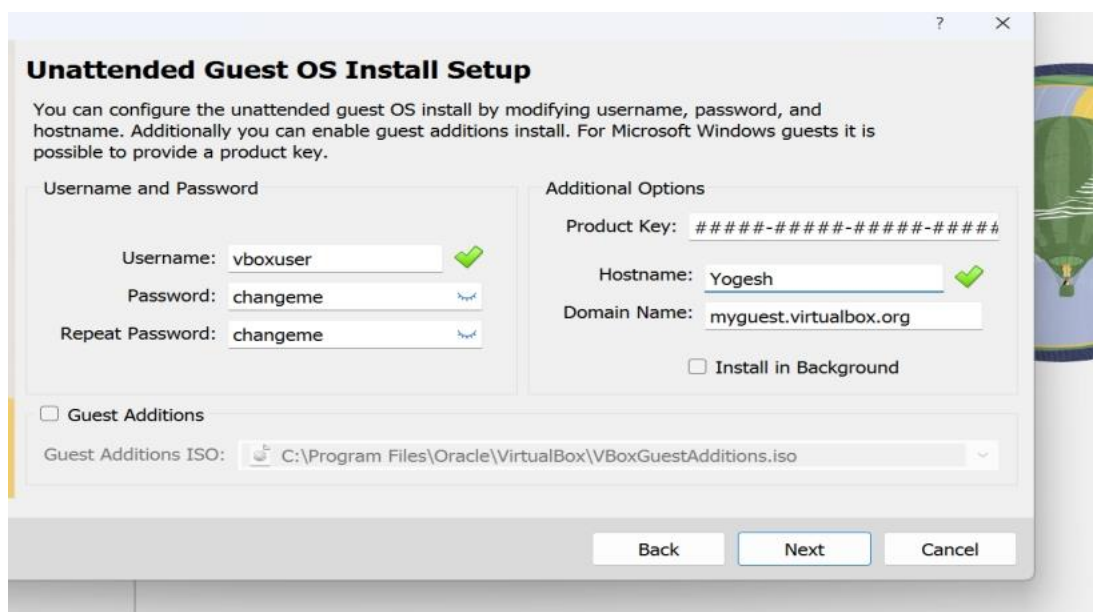 ?
Unattended Guest OS Install Setup
You can configure the unattended guest OS install by modifying username, password, and
hostname. Additionally you can enable guest additions install. For Microsoft Windows guests it is
possible to provide a product key.
Username and Password
Username: vboxuser
Password: changeme
Repeat Password: changeme
Additional Options
Product Key: #####-#####-#####-#####
Hostname: Yogesh
Domain Name: myguest.virtualbox.org
Install in Background
Guest Additions
Guest Additions ISO: C:\Program Files\Oracle\VirtualBox\VBoxGuestAdditions.iso
Back Next Cancel